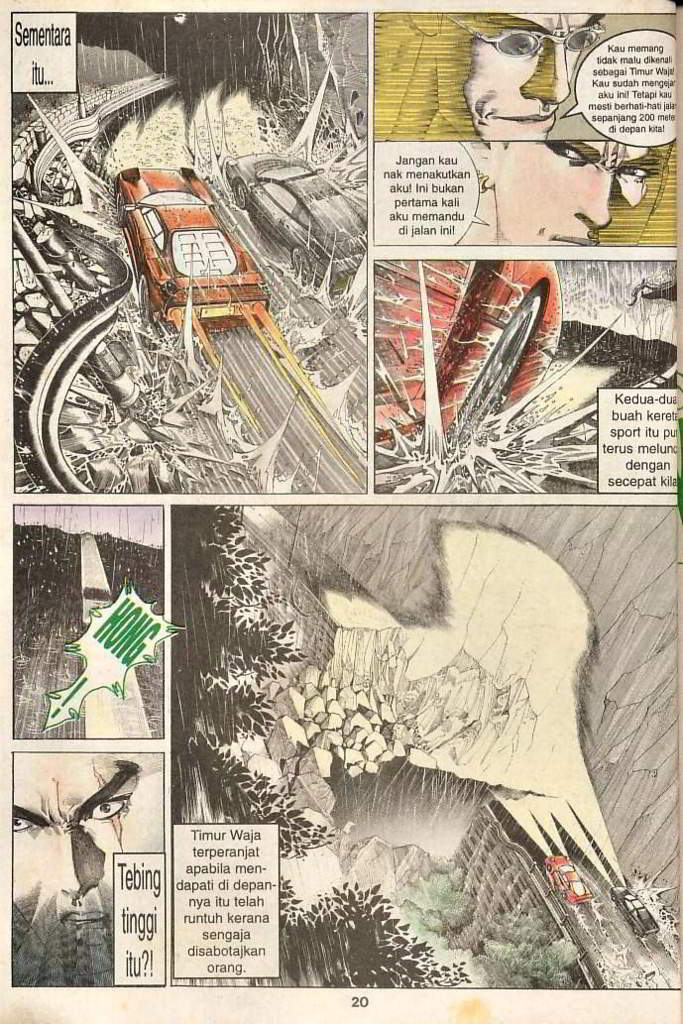 Sementara
itu...
Kau memang
tidak malu dikenali
sebagai Timur Waja!
Kau sudah mengejar
aku ini! Tetapi kau
mesti berhati-hati
sepanjang 200 meter
di depan kita!
Jangan kau
nak menakutkan
aku! Ini bukan
pertama kali
aku memandu
di jalan ini!
Kedua-dua
buah kereta
sport itu pun
terus
dengan
secepat kilat
KONG
Tebing
tinggi
itu?!
Timur Waja
terperanjat
apabila men-
dapati di depan-
nya itu telah
runtuh kerana
sengaja
disabotajkan
orang.
20